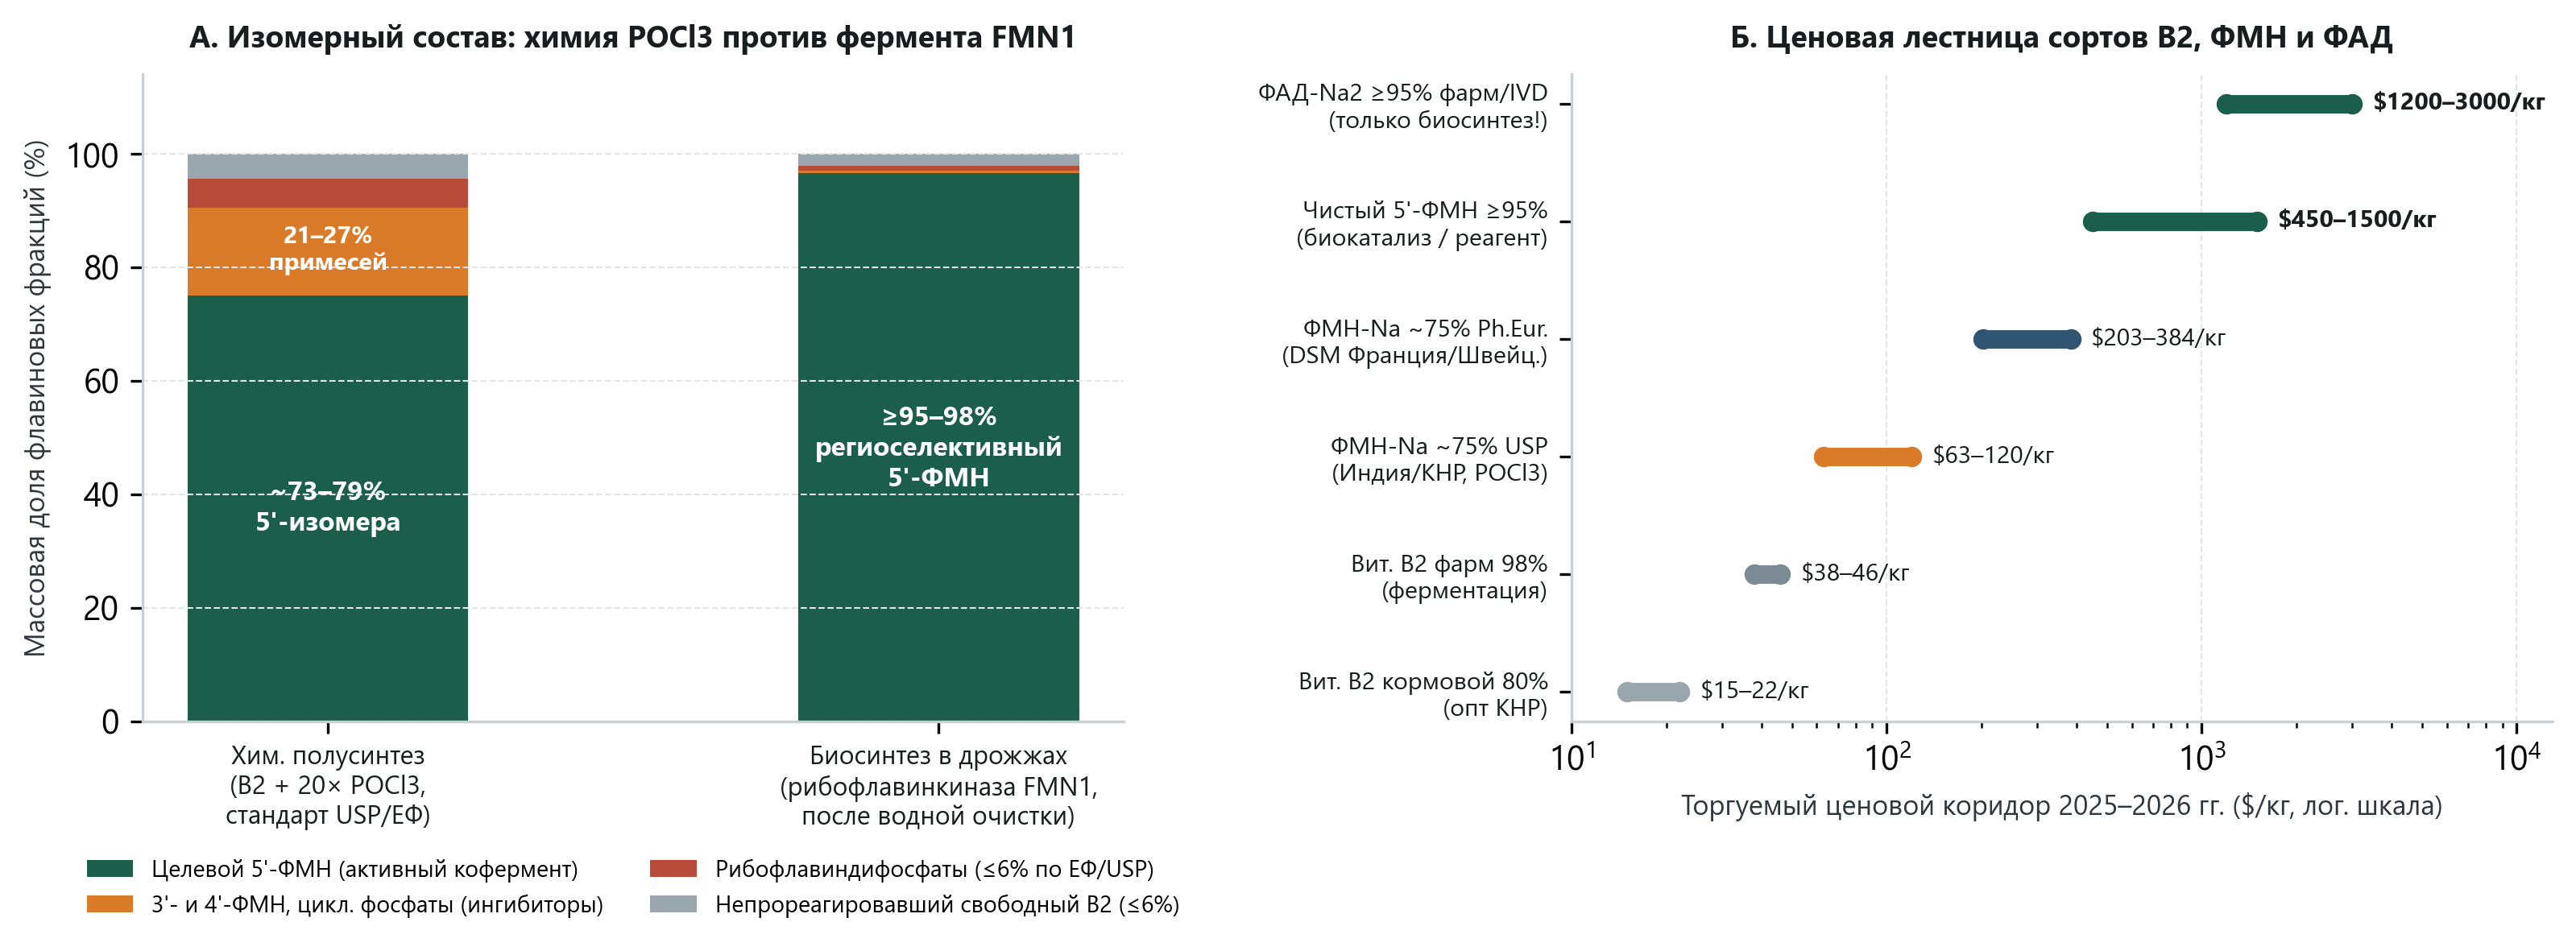 А. Изомерный состав: химия POCl3 против фермента FMN1
Массовая доля флавиновых фракций (%)
100
80
60
40
20
0
21–27%
примесей
~73–79%
5'-изомера
≥95–98%
региоселективный
5'-ФМН
Хим. полусинтез
(B2 + 20× POCl3,
стандарт USP/ЕФ)
Биосинтез в дрожжах
(рибофлавинкиназа FMN1,
после водной очистки)
Целевой 5'-ФМН (активный кофермент)
3'- и 4'-ФМН, цикл. фосфаты (ингибиторы)
Рибофлавиндифосфаты (≤6% по ЕФ/USP)
Непрореагировавший свободный B2 (≤6%)
Б. Ценовая лестница сортов B2, ФМН и ФАД
ФАД-Na2 ≥95% фарм/IVD
(только биосинтез!)
$1200–3000/кг
Чистый 5'-ФМН ≥95%
(биокатализ / реагент)
$450–1500/кг
ФМН-Na ~75% Ph.Eur.
(DSM Франция/Швейц.)
$203–384/кг
ФМН-Na ~75% USP
(Индия/КНР, POCl3)
$63–120/кг
Вит. B2 фарм 98%
(ферментация)
$38–46/кг
Вит. B2 кормовой 80%
(опт КНР)
$15–22/кг
10¹ 10² 10³ 10⁴
Торгуемый ценовой коридор 2025–2026 гг. ($/кг, лог. шкала)